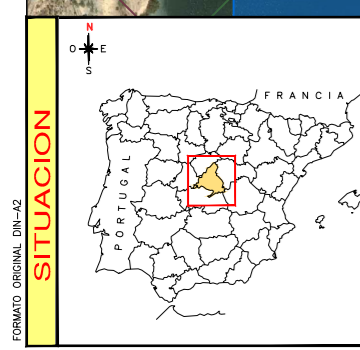 N
O E
S
FRANCIA
PORTUGAL
SITUACION
FORMATO ORIGINAL DIN-A2